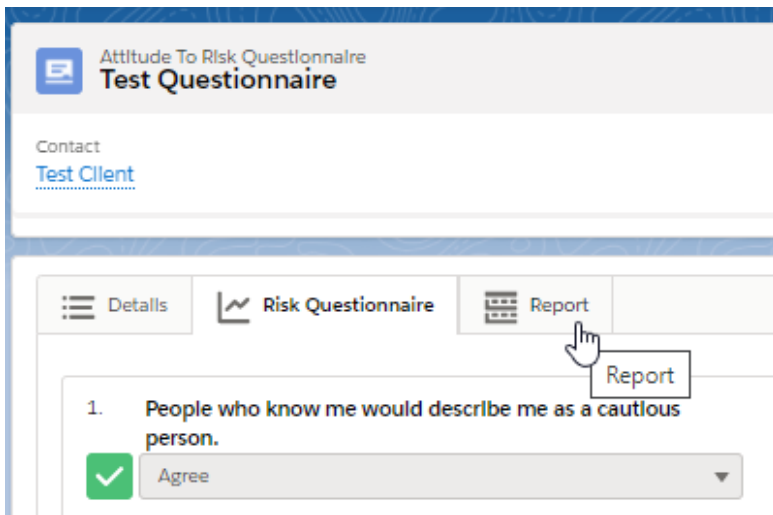 Attitude To Risk Questionnaire
Test Questionnaire
Contact
Test Client
Details
Risk Questionnaire
Report
Report
1. People who know me would describe me as a cautious
person.
Agree